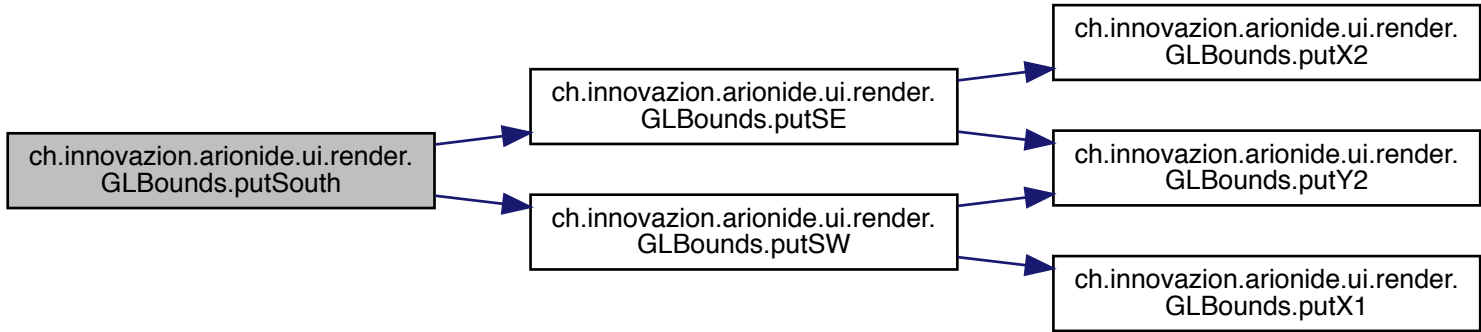 ch.innovazion.arionide.ui.render.
GLBounds.putSouth
ch.innovazion.arionide.ui.render.
GLBounds.putSE
ch.innovazion.arionide.ui.render.
GLBounds.putSW
ch.innovazion.arionide.ui.render.
GLBounds.putX2
ch.innovazion.arionide.ui.render.
GLBounds.putY2
ch.innovazion.arionide.ui.render.
GLBounds.putX1